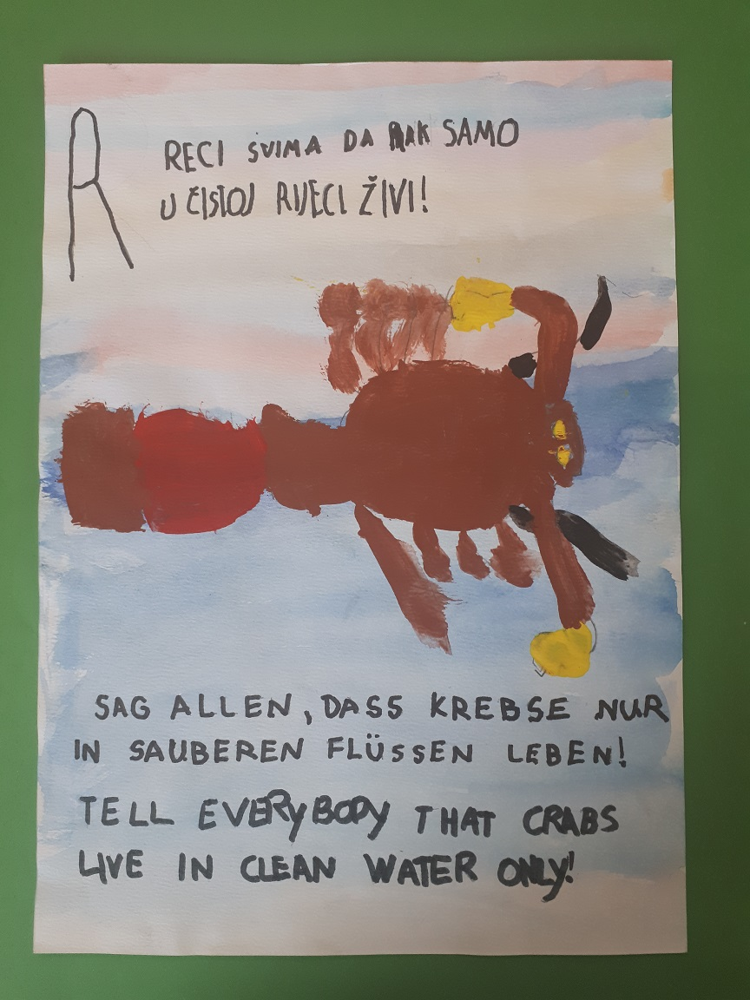 R
RECI SVIMA DA RAK SAMO
U ČISTOJ RIJECI ŽIVI!
SAG ALLEN, DASS KREBSE NUR
IN SAUBEREN FLÜSSEN LEBEN!
TELL EVERYBODY THAT CRABS
LIVE IN CLEAN WATER ONLY!